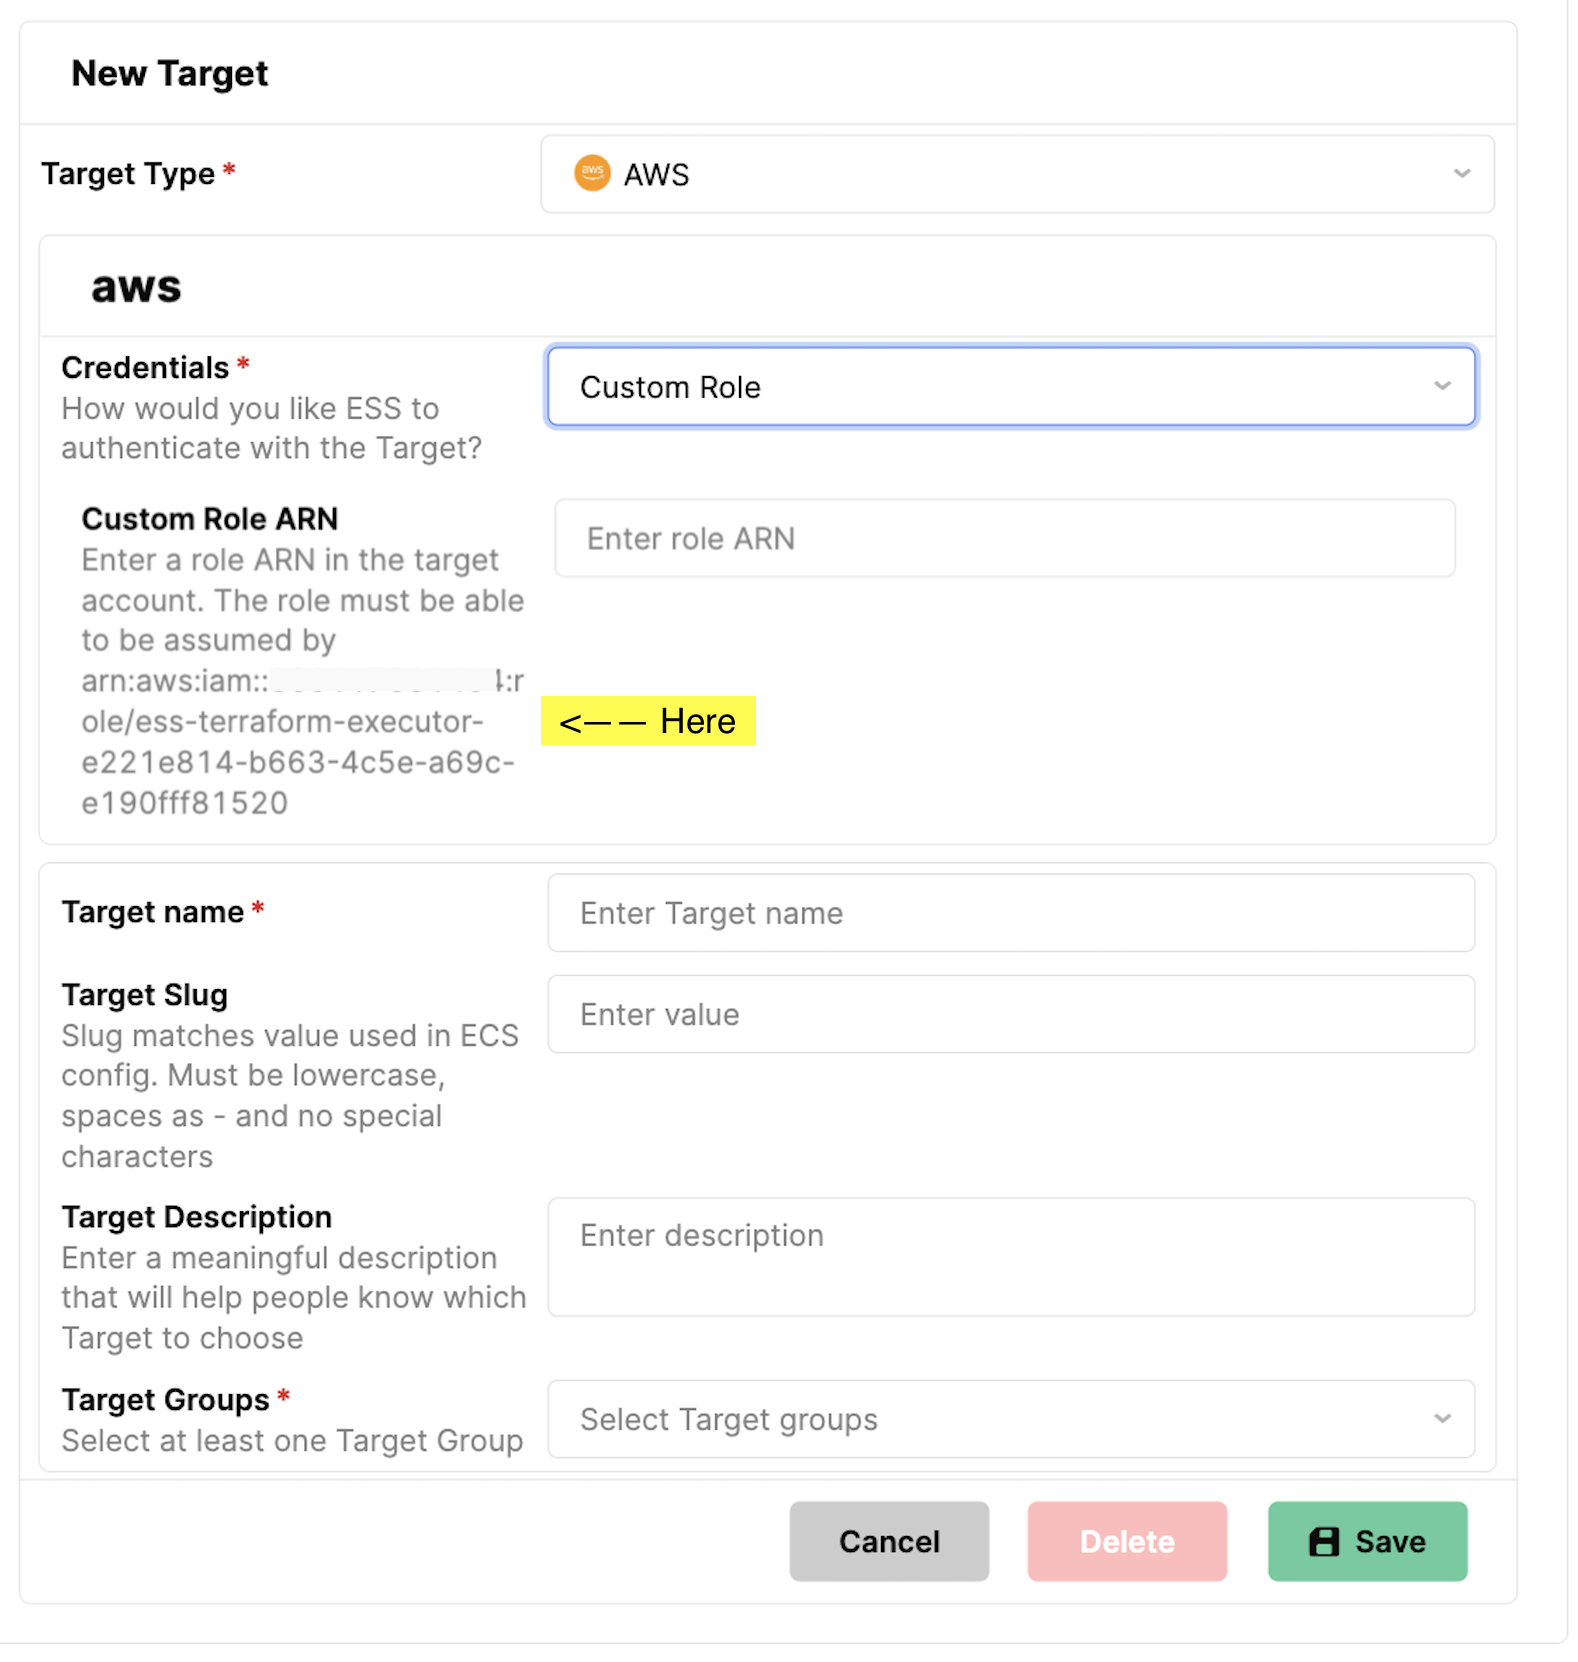 New Target
Target Type *
aws AWS
aws
Credentials *
Custom Role
How would you like ESS to
authenticate with the Target?
Custom Role ARN
Enter role ARN
Enter a role ARN in the target
account. The role must be able
to be assumed by
arn:aws:iam:: 4:r
ole/ess-terraform-executor-
<—— Here
e221e814-b663-4c5e-a69c-
e190fff81520
Target name *
Enter Target name
Target Slug
Enter value
Slug matches value used in ECS
config. Must be lowercase,
spaces as - and no special
characters
Target Description
Enter description
Enter a meaningful description
that will help people know which
Target to choose
Target Groups *
Select Target groups
Select at least one Target Group
Cancel
Delete
Save